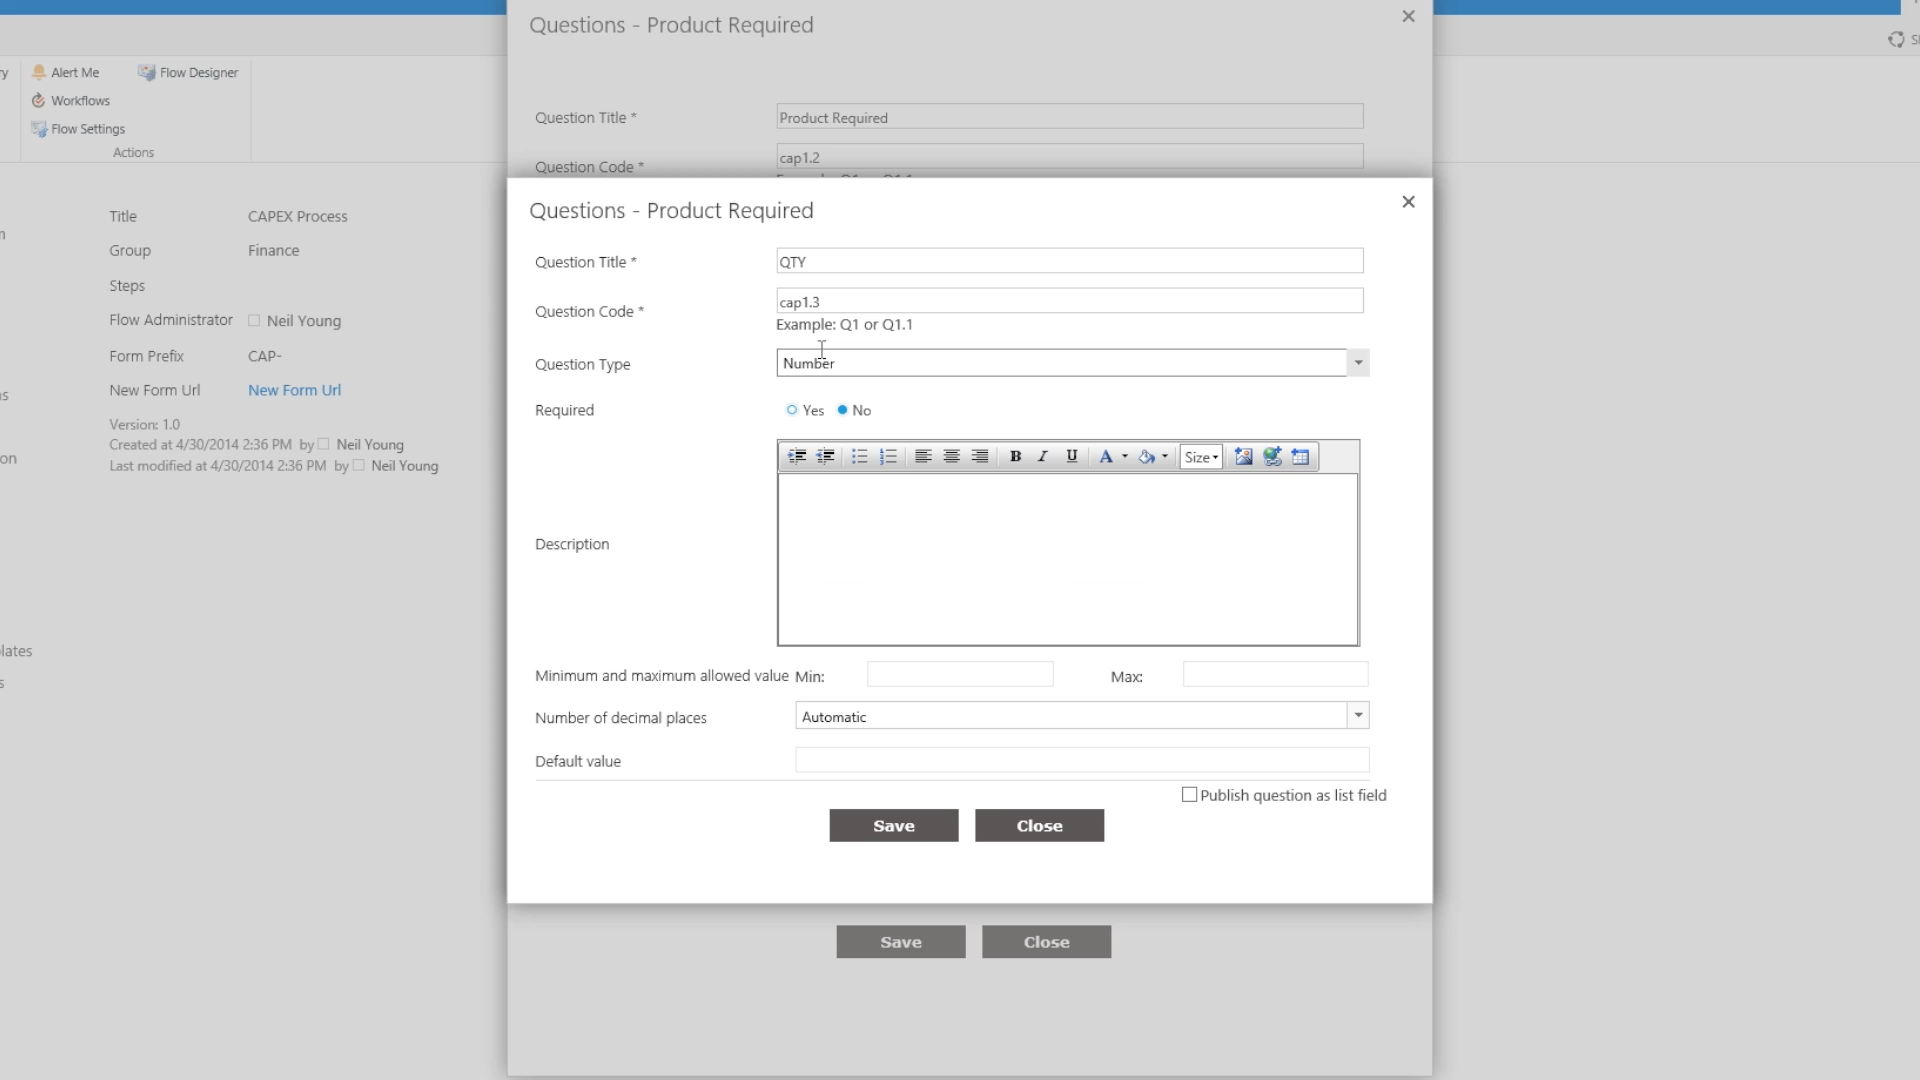 Questions - Product Required
Alert Me
Flow Designer
Workflows
Flow Settings
Actions
Question Title *
Product Required
Question Code *
cap1.2
Title
CAPEX Process
Group
Finance
Steps
Flow Administrator
Neil Young
Form Prefix
CAP-
New Form Url
New Form Url
Version: 1.0
Created at 4/30/2014 2:36 PM by Neil Young
Last modified at 4/30/2014 2:36 PM by Neil Young
Questions - Product Required
Question Title *
QTY
Question Code *
cap1.3
Example: Q1 or Q1.1
Question Type
Number
Required
Yes No
B I U A Size
Description
Minimum and maximum allowed value Min: Max:
Number of decimal places
Automatic
Default value
Publish question as list field
Save Close
Save Close